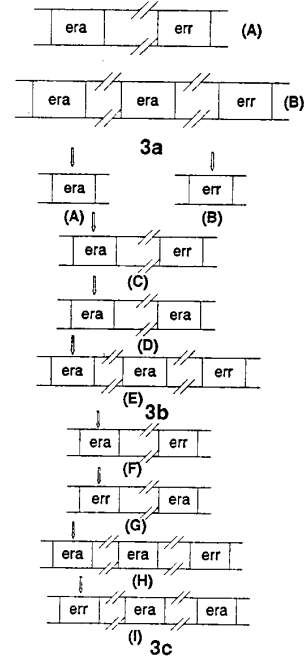 era err (A)
era era err (B)
3a
era err
(A) (B)
era err
(C)
era era
(D)
era era err
(E) 3b
era err
(F)
err era
(G)
era era err
(H)
err era era
(I) 3c